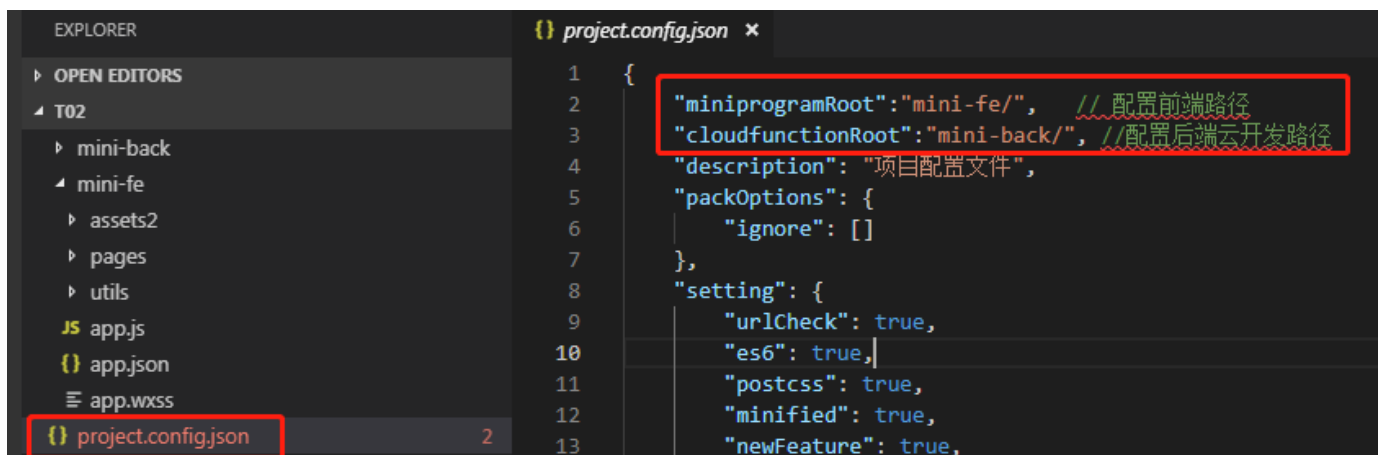 EXPLORER
OPEN EDITORS
T02
mini-back
mini-fe
assets2
pages
utils
JS app.js
{} app.json
app.wxss
{} project.config.json 2
{} project.config.json ×
1 {
2 "miniprogramRoot":"mini-fe/", // 配置前端路径
3 "cloudfunctionRoot":"mini-back/", //配置后端云开发路径
4 "description": "项目配置文件",
5 "packOptions": {
6 "ignore": []
7 },
8 "setting": {
9 "urlCheck": true,
10 "es6": true,
11 "postcss": true,
12 "minified": true,
13 "newFeature": true,